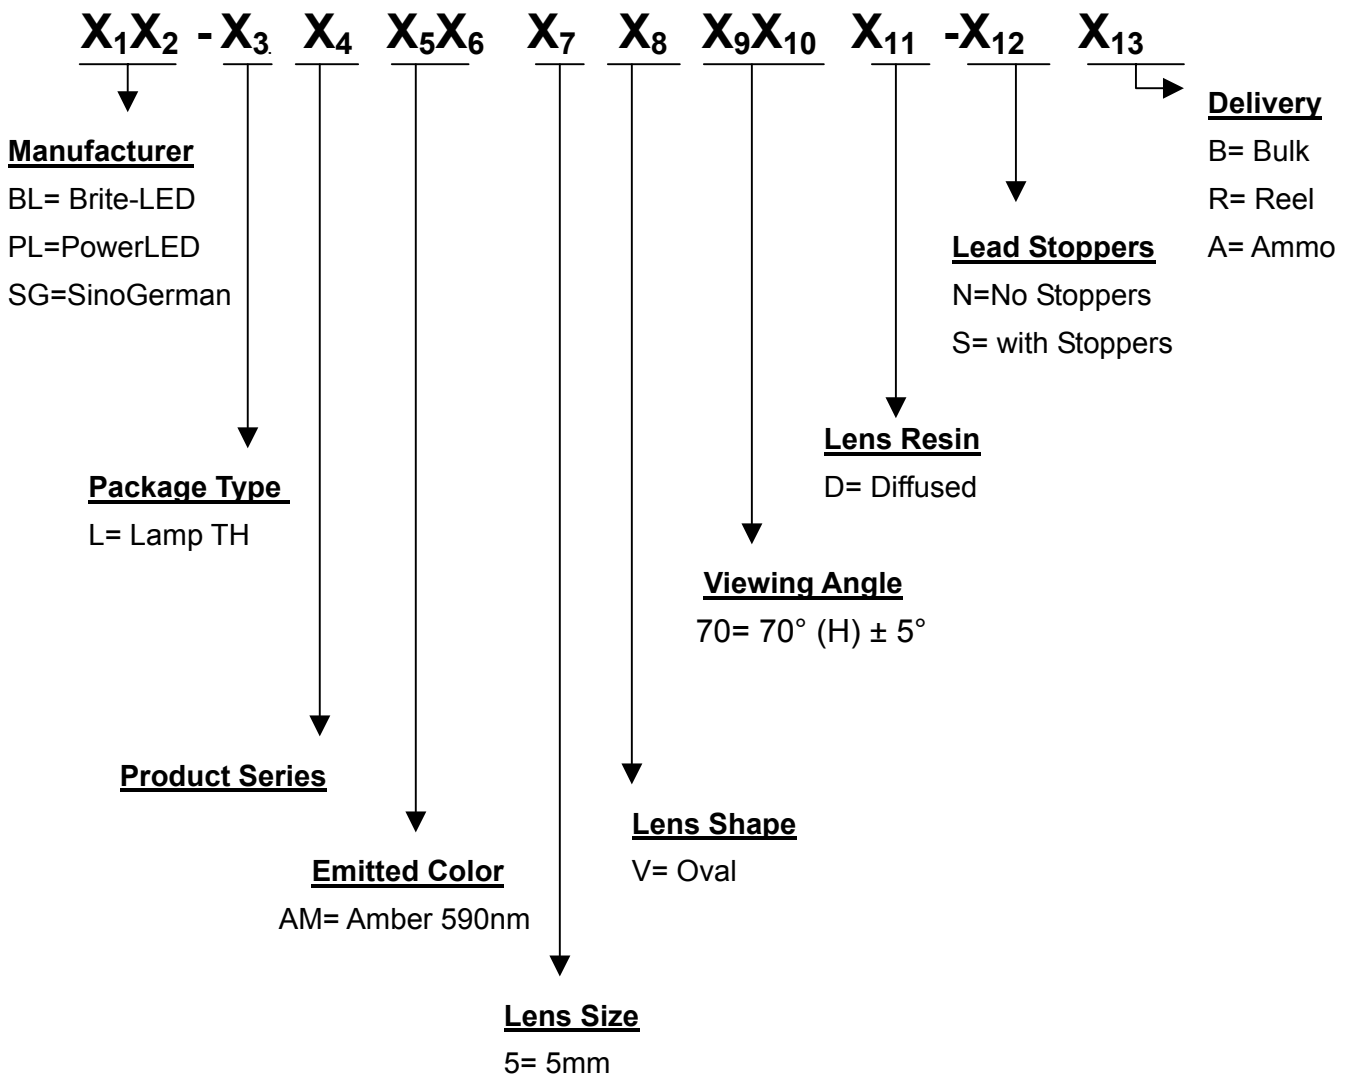 X1X2 - X3 X4 X5X6 X7 X8 X9X10 X11 -X12 X13
Delivery
B= Bulk
R= Reel
A= Ammo
Manufacturer
BL= Brite-LED
PL=PowerLED
SG=SinoGerman
Lead Stoppers
N=No Stoppers
S= with Stoppers
Lens Resin
D= Diffused
Package Type
L= Lamp TH
Viewing Angle
70= 70° (H) ± 5°
Product Series
Lens Shape
V= Oval
Emitted Color
AM= Amber 590nm
Lens Size
5= 5mm